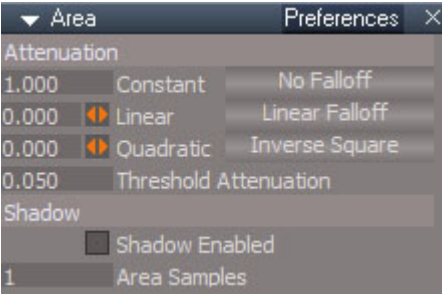 Area Preferences
Attenuation
1.000 Constant No Falloff
0.000 Linear Linear Falloff
0.000 Quadratic Inverse Square
0.050 Threshold Attenuation
Shadow
Shadow Enabled
1 Area Samples